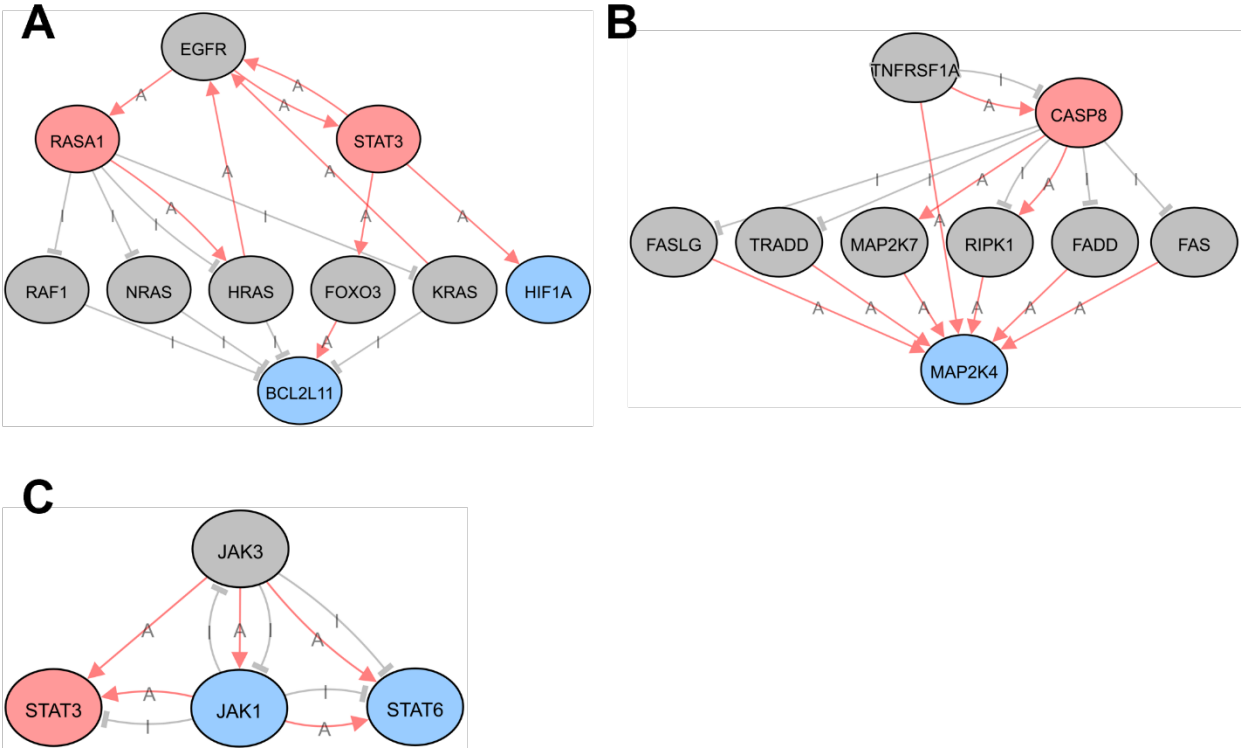 A
B
EGFR
TNFRSF1A
I
A
A
A
A
CASP8
RASA1
STAT3
A
A
I
I
A
I
A
I
I
I
I
I
A
I
I
A
A
A
FASLG
TRADD
MAP2K7
RIPK1
FADD
FAS
RAF1
NRAS
HRAS
FOXO3
KRAS
HIF1A
A
A
A
A
A
A
I
I
I
A
I
MAP2K4
BCL2L11
C
JAK3
A
I
A
I
A
I
A
I
I
A
STAT3
JAK1
STAT6
I
A